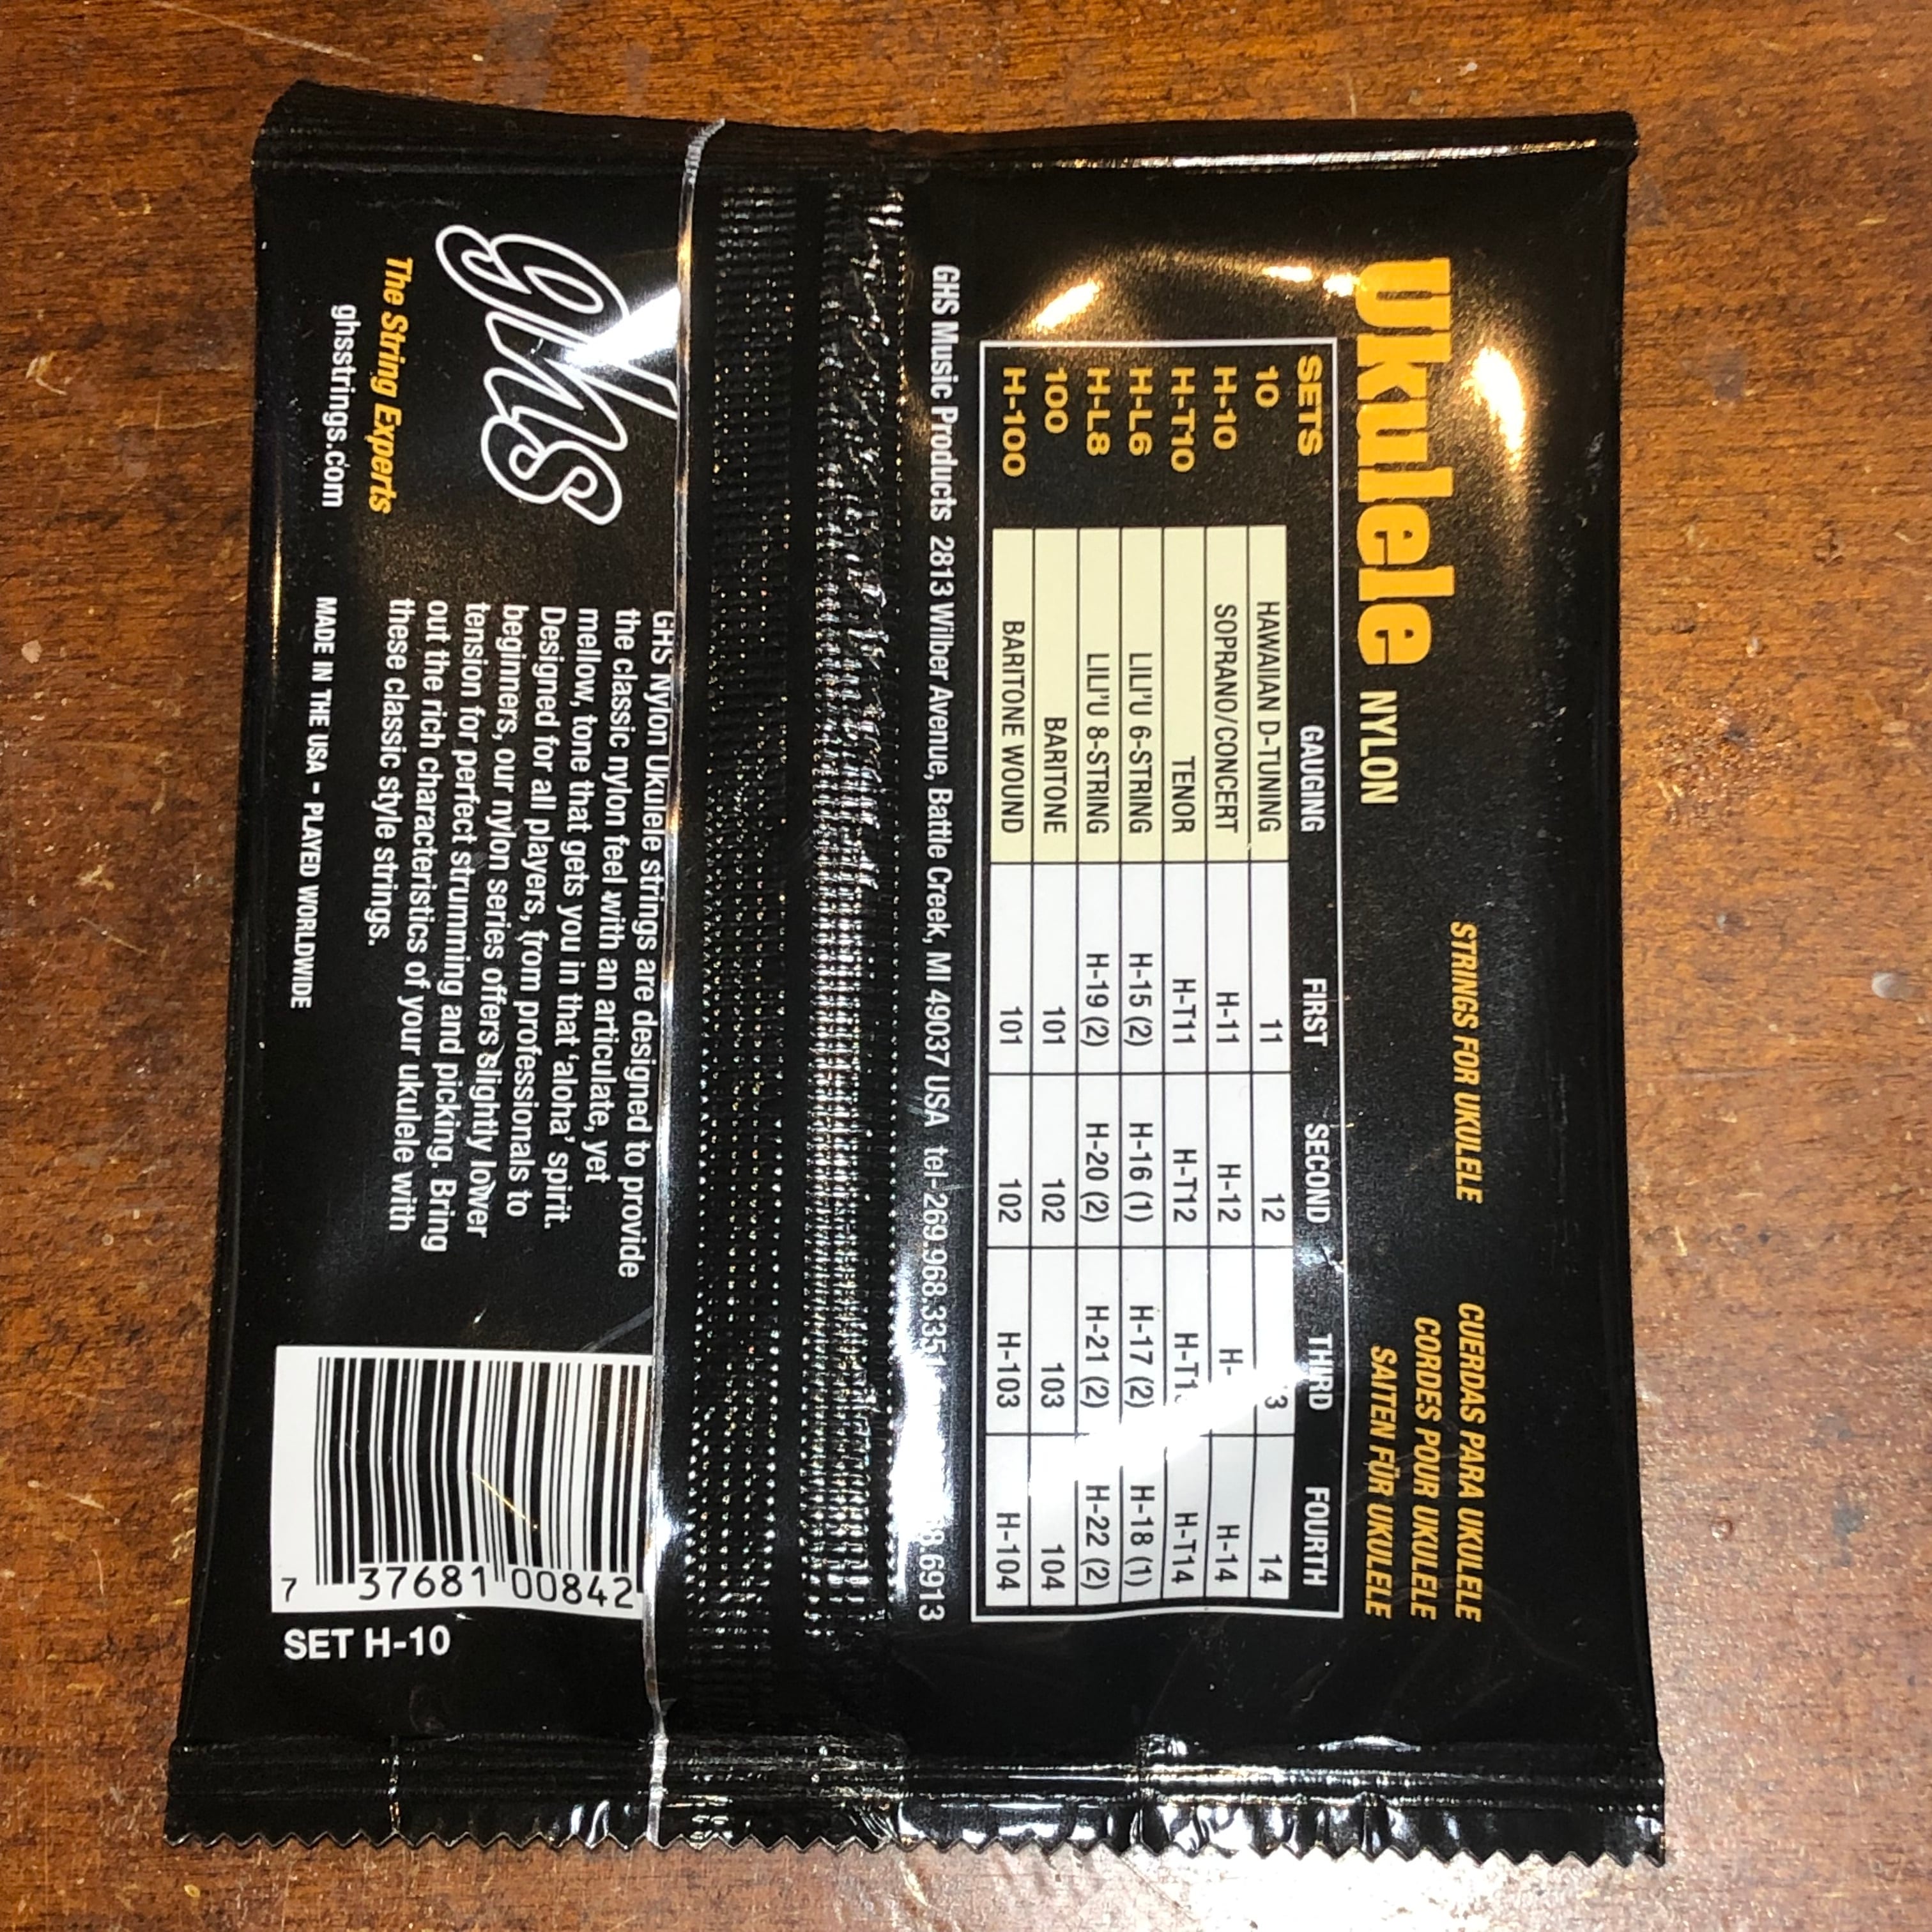 Ukulele NYLON
STRINGS FOR UKULELE
CUERDAS PARA UKULELE
CORDES POUR UKULELE
SAITEN FÜR UKULELE
SETS GAUGING FIRST SECOND THIRD FOURTH
10 HAWAIIAN D-TUNING 11 12 14
H-10 SOPRANO/CONCERT H-11 H-12 H- H-14
H-T10 TENOR H-T11 H-T12 H-T14
H-L6 LILI'U 6-STRING H-15 (2) H-16 (1) H-17 (2) H-18 (1)
H-L8 LILI'U 8-STRING H-19 (2) H-20 (2) H-21 (2) H-22 (2)
100 BARITONE 101 102 103 104
H-100 BARITONE WOUND 101 102 H-103 H-104
GHS Music Products 2813 Wilber Avenue, Battle Creek, MI 49037 USA
ghs
The String Experts
ghsstrings.com
GHS Nylon Ukulele strings are designed to provide
the classic nylon feel with an articulate, yet
mellow, tone that gets you in that 'aloha' spirit.
Designed for all players, from professionals to
beginners, our nylon series offers slightly lower
tension for perfect strumming and picking. Bring
out the rich characteristics of your ukulele with
these classic style strings.
MADE IN THE USA – PLAYED WORLDWIDE
7 37681 00842
SET H-10